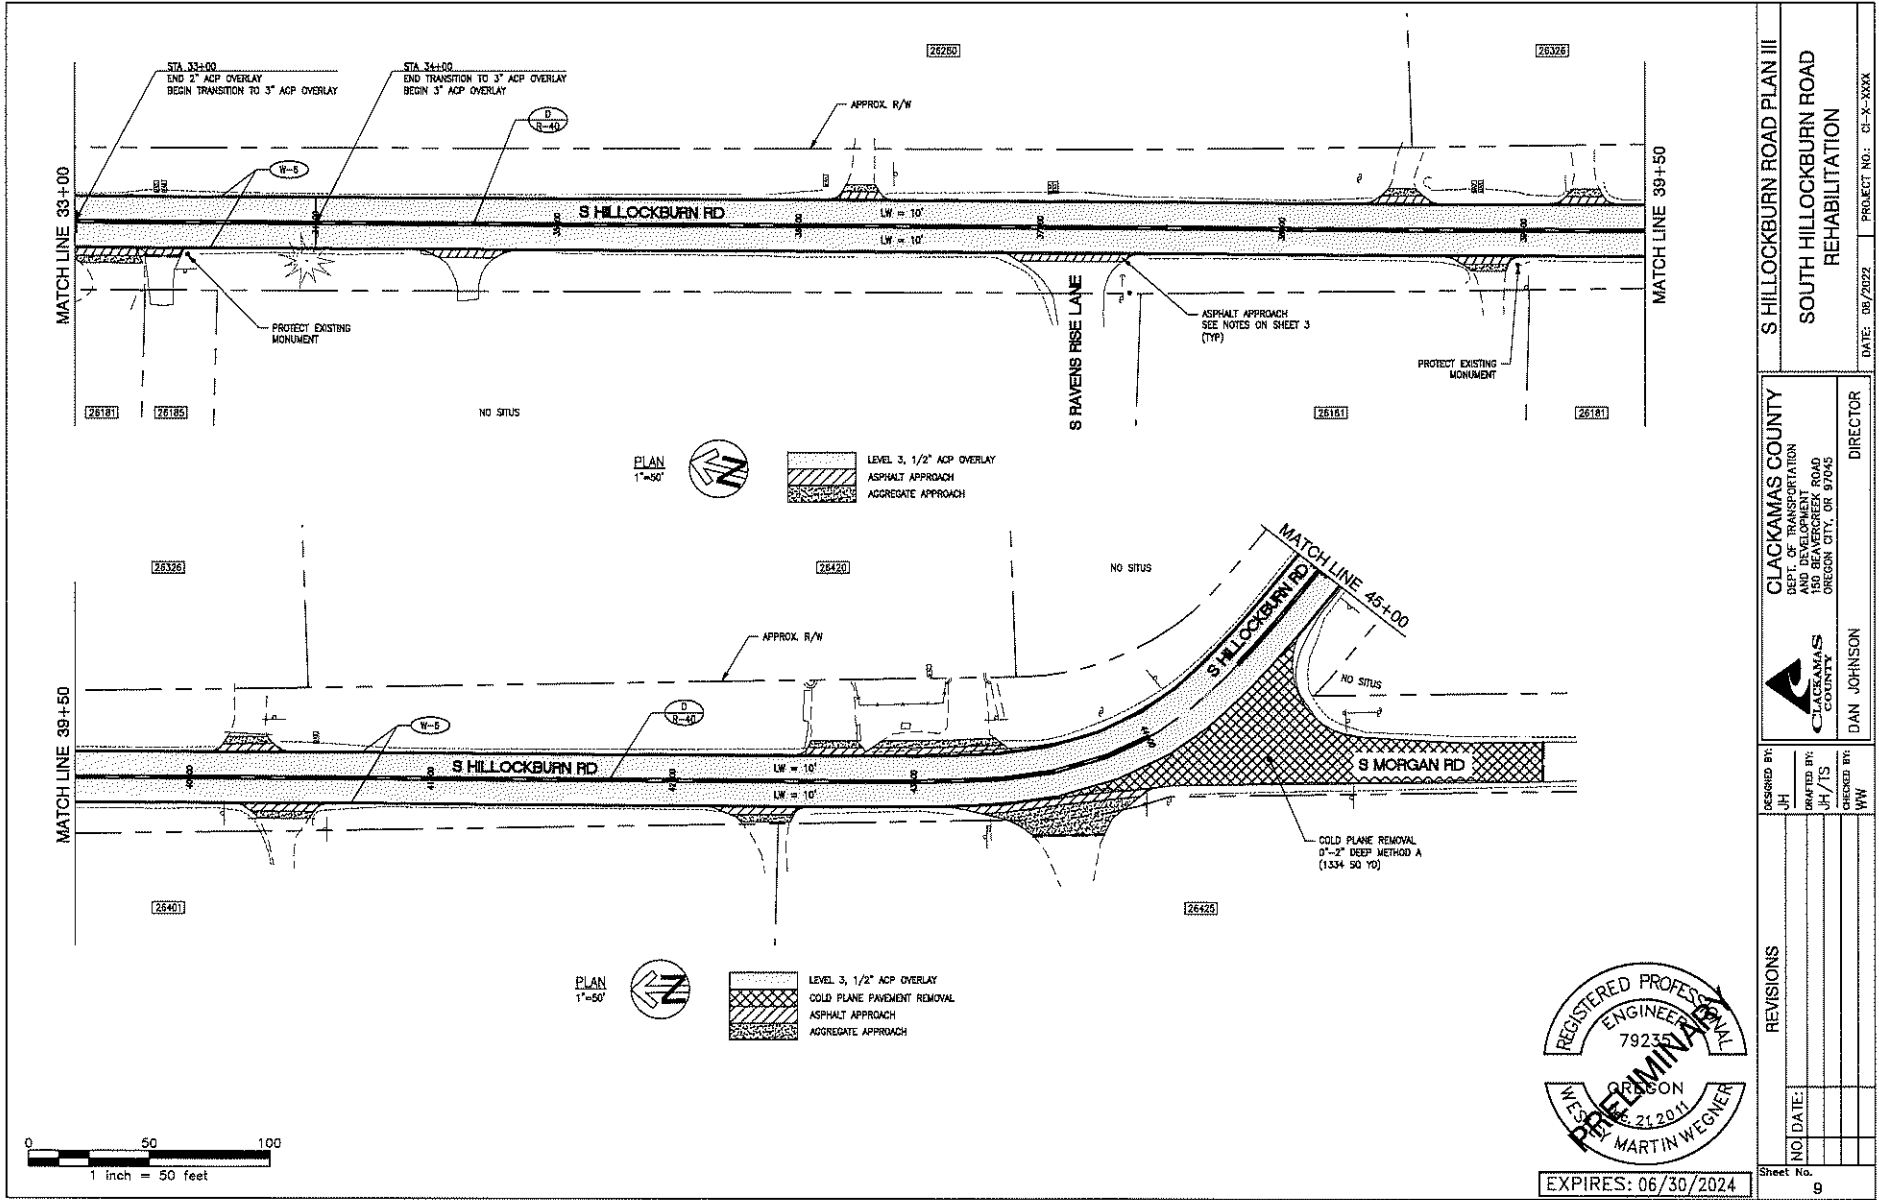 26260
26326
STA 33+00
END 2" ACP OVERLAY
BEGIN TRANSITION TO 3" ACP OVERLAY
STA 34+00
END TRANSITION TO 3" ACP OVERLAY
BEGIN 3" ACP OVERLAY
D
R-40
APPROX. R/W
W-5
MATCH LINE 33+00
S HILLOCKBURN RD
LW = 10'
LW = 10'
MATCH LINE 39+50
PROTECT EXISTING
MONUMENT
S RAVENS RISE LANE
ASPHALT APPROACH
SEE NOTES ON SHEET 3
(TYP)
PROTECT EXISTING
MONUMENT
26181
26185
NO SITUS
26161
26181
PLAN
1"=50'
N
LEVEL 3, 1/2" ACP OVERLAY
ASPHALT APPROACH
AGGREGATE APPROACH
26326
26420
NO SITUS
MATCH LINE 45+00
APPROX. R/W
S HILLOCKBURN RD
NO SITUS
MATCH LINE 39+50
W-5
D
R-40
S HILLOCKBURN RD
LW = 10'
LW = 10'
S MORGAN RD
COLD PLANE REMOVAL
0"-2" DEEP METHOD A
(1334 SQ YD)
26401
26425
PLAN
1"=50'
N
LEVEL 3, 1/2" ACP OVERLAY
COLD PLANE PAVEMENT REMOVAL
ASPHALT APPROACH
AGGREGATE APPROACH
0 50 100
1 inch = 50 feet
REGISTERED PROFESSIONAL
ENGINEER
79235
PRELIMINARY
OREGON
21, 2011
WESLEY MARTIN WEGNER
EXPIRES: 06/30/2024
S HILLOCKBURN ROAD PLAN III
SOUTH HILLOCKBURN ROAD
REHABILITATION
DATE: 08/2022
PROJECT NO.: CI-X-XXXX
CLACKAMAS COUNTY
DEPT. OF TRANSPORTATION
AND DEVELOPMENT
150 BEAVERCREEK ROAD
OREGON CITY, OR 97045
CLACKAMAS
COUNTY
DAN JOHNSON
DIRECTOR
DESIGNED BY:
JH
DRAFTED BY:
JH/TS
CHECKED BY:
WW
REVISIONS
NO.
DATE:
Sheet No.
9